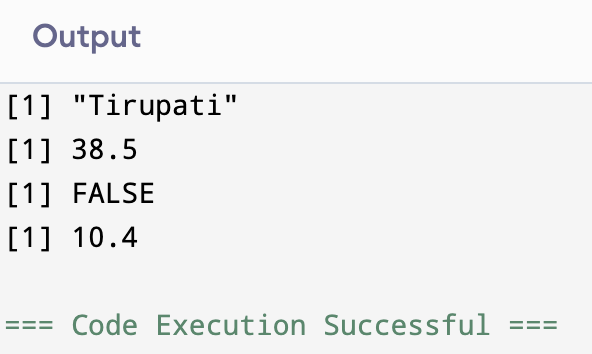 Output
[1] "Tirupati"
[1] 38.5
[1] FALSE
[1] 10.4
=== Code Execution Successful ===